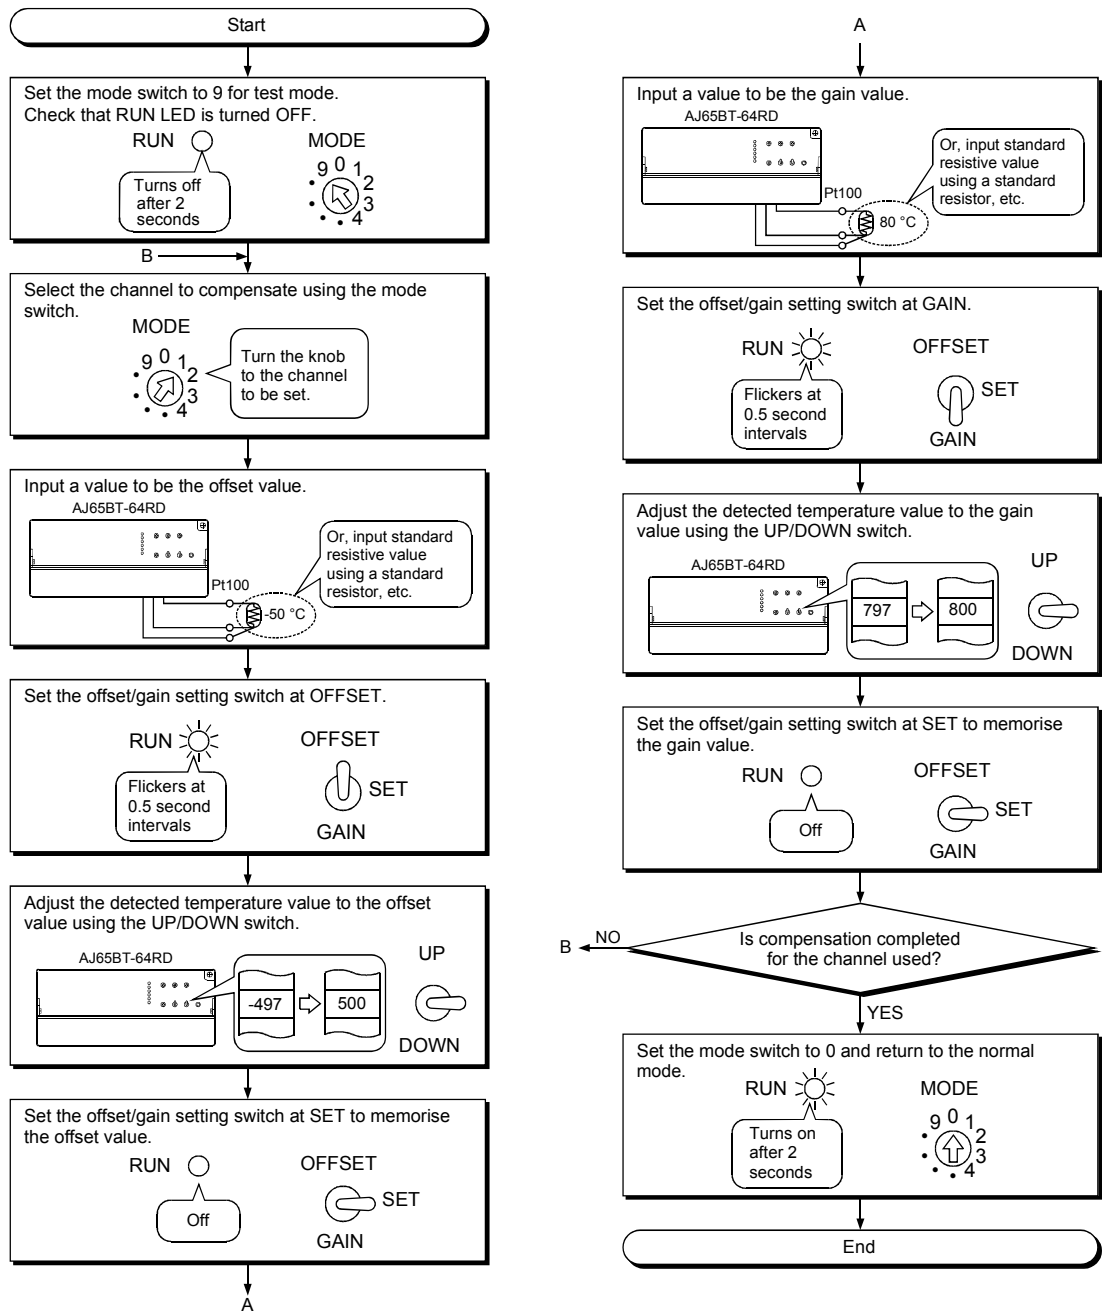 Start
Set the mode switch to 9 for test mode.
Check that RUN LED is turned OFF.
RUN
MODE
Turns off
after 2
seconds
9 0 1 2 3 4
B
Select the channel to compensate using the mode
switch.
MODE
9 0 1 2 3 4
Turn the knob
to the channel
to be set.
Input a value to be the offset value.
AJ65BT-64RD
Pt100
-50 °C
Or, input standard
resistive value
using a standard
resistor, etc.
Set the offset/gain setting switch at OFFSET.
RUN
Flickers at
0.5 second
intervals
OFFSET
SET
GAIN
Adjust the detected temperature value to the offset
value using the UP/DOWN switch.
AJ65BT-64RD
-497
500
UP
DOWN
Set the offset/gain setting switch at SET to memorise
the offset value.
RUN
Off
OFFSET
SET
GAIN
A
A
Input a value to be the gain value.
AJ65BT-64RD
Pt100
80 °C
Or, input standard
resistive value
using a standard
resistor, etc.
Set the offset/gain setting switch at GAIN.
RUN
Flickers at
0.5 second
intervals
OFFSET
SET
GAIN
Adjust the detected temperature value to the gain
value using the UP/DOWN switch.
AJ65BT-64RD
797
800
UP
DOWN
Set the offset/gain setting switch at SET to memorise
the gain value.
RUN
Off
OFFSET
SET
GAIN
Is compensation completed
for the channel used?
NO
B
YES
Set the mode switch to 0 and return to the normal
mode.
RUN
Turns on
after 2
seconds
MODE
9 0 1 2 3 4
End